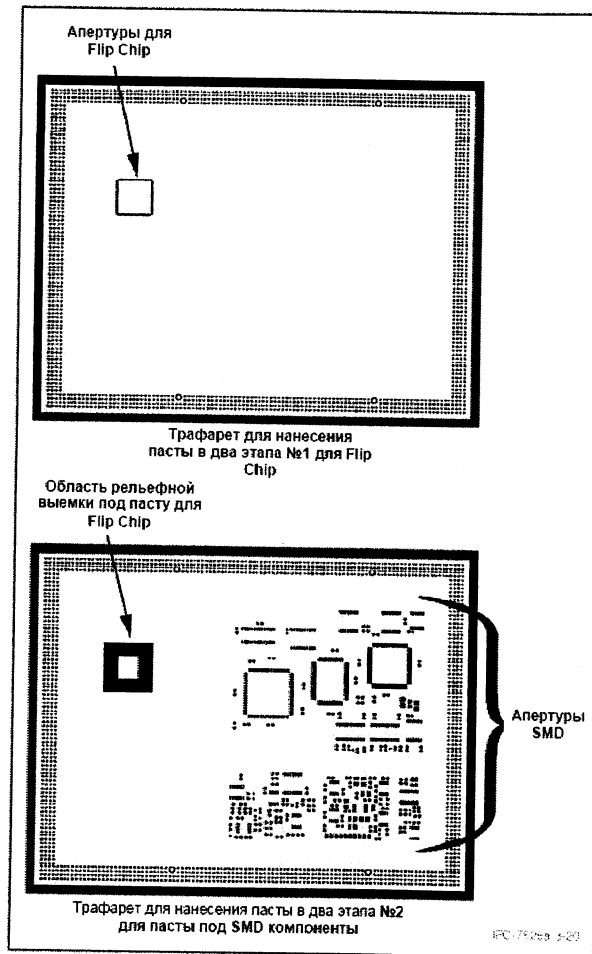 Апертуры для
Flip Chip
Трафарет для нанесения
пасты в два этапа №1 для Flip
Chip
Область рельефной
выемки под пасту для
Flip Chip
Апертуры
SMD
Трафарет для нанесения пасты в два этапа №2
для пасты под SMD компоненты